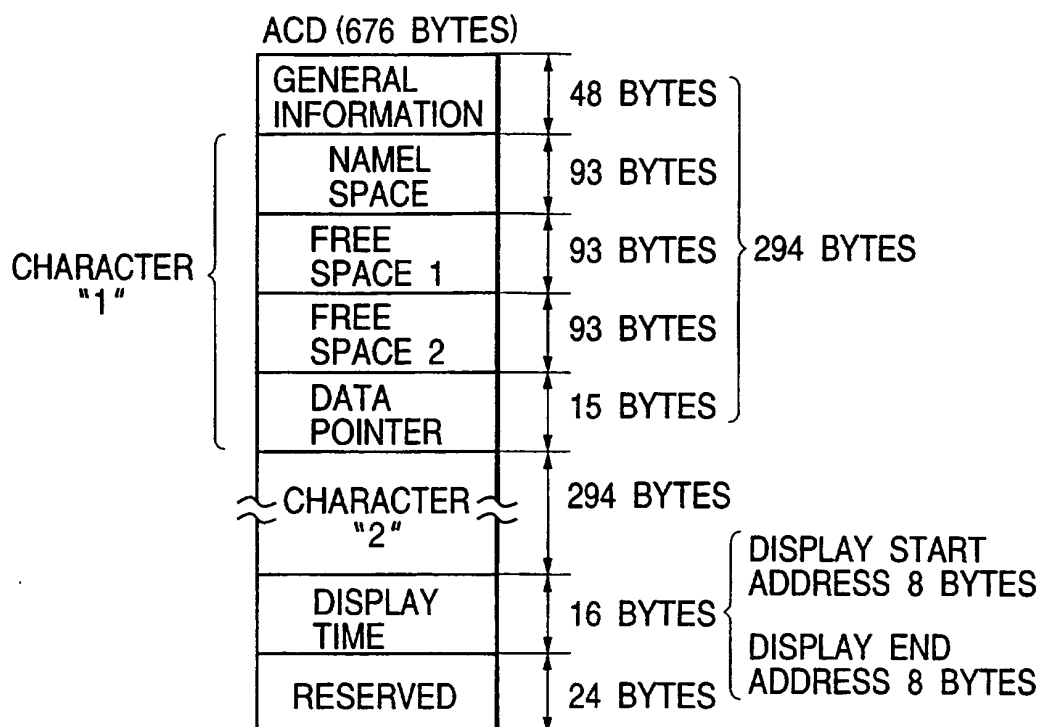 ACD (676 BYTES)
GENERAL
INFORMATION
48 BYTES
NAMEL
SPACE
93 BYTES
FREE
SPACE 1
93 BYTES
294 BYTES
CHARACTER
"1"
FREE
SPACE 2
93 BYTES
DATA
POINTER
15 BYTES
CHARACTER
"2"
294 BYTES
DISPLAY
TIME
16 BYTES
DISPLAY START
ADDRESS 8 BYTES
DISPLAY END
ADDRESS 8 BYTES
RESERVED
24 BYTES